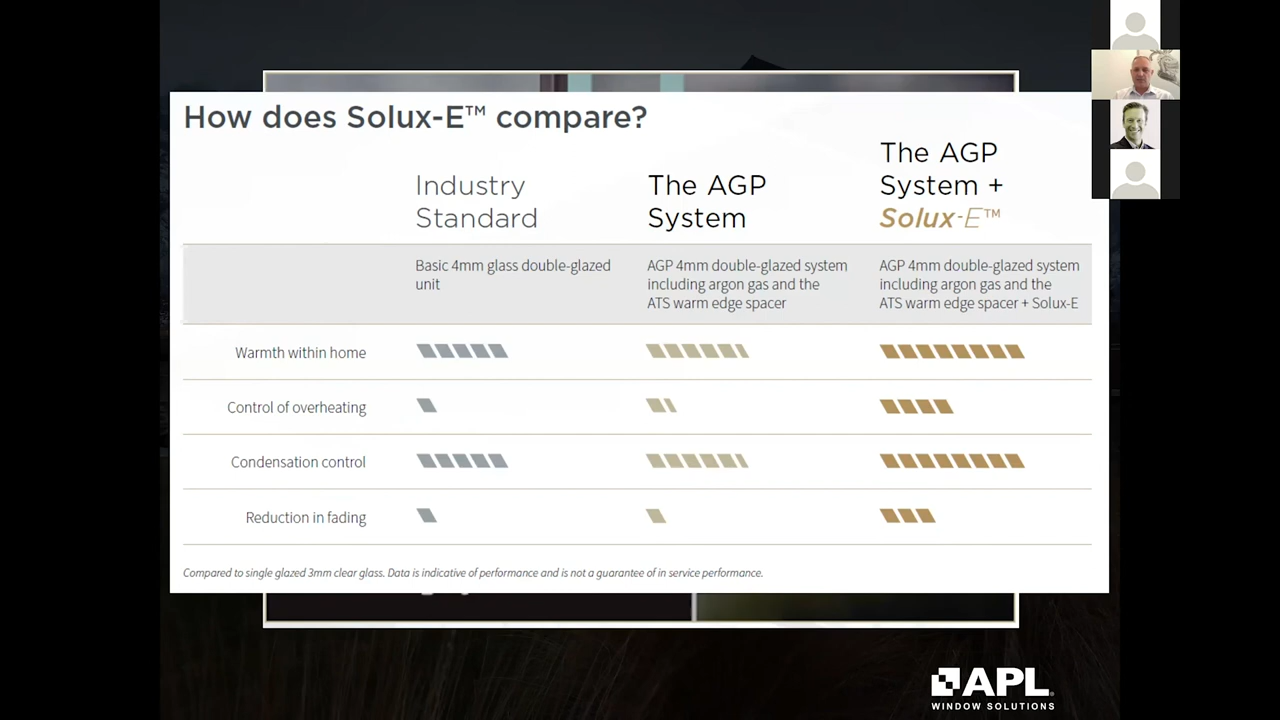 How does Solux-E™ compare?
Industry
Standard
The AGP
System
The AGP
System +
Solux-E™
Basic 4mm glass double-glazed
unit
AGP 4mm double-glazed system
including argon gas and the
ATS warm edge spacer
AGP 4mm double-glazed system
including argon gas and the
ATS warm edge spacer + Solux-E
Warmth within home
Control of overheating
Condensation control
Reduction in fading
Compared to single glazed 3mm clear glass. Data is indicative of performance and is not a guarantee of in service performance.
APL
WINDOW SOLUTIONS